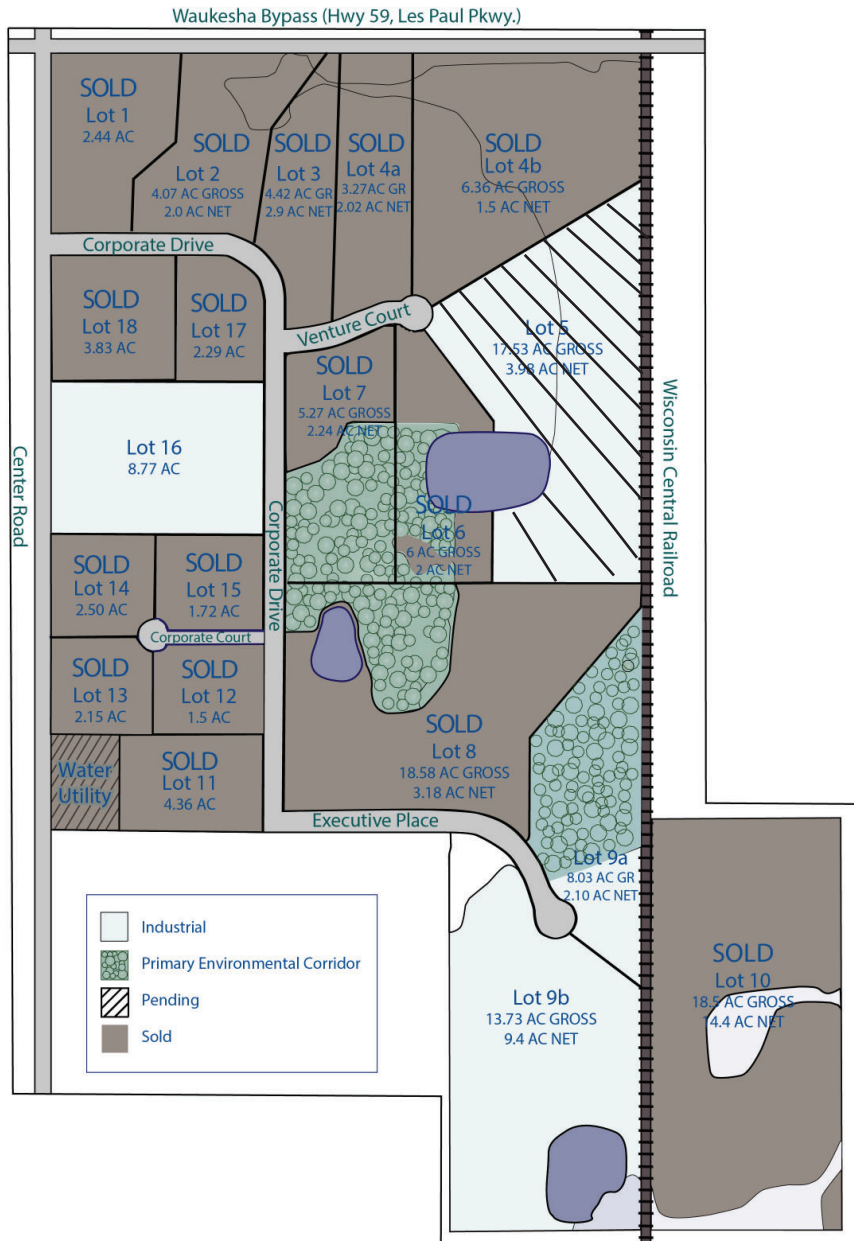 Waukesha Bypass (Hwy 59, Les Paul Pkwy.)
SOLD
Lot 1
2.44 AC
SOLD
Lot 2
4.07 AC GROSS
2.0 AC NET
SOLD
Lot 3
4.42 AC GR
2.9 AC NET
SOLD
Lot 4a
3.27AC GR
2.02 AC NET
SOLD
Lot 4b
6.36 AC GROSS
1.5 AC NET
Corporate Drive
SOLD
Lot 18
3.83 AC
SOLD
Lot 17
2.29 AC
Venture Court
Lot 5
17.53 AC GROSS
3.98 AC NET
SOLD
Lot 7
5.27 AC GROSS
2.24 AC NET
Wisconsin Central Railroad
Center Road
Lot 16
8.77 AC
Corporate Drive
SOLD
Lot 6
6 AC GROSS
2 AC NET
SOLD
Lot 14
2.50 AC
SOLD
Lot 15
1.72 AC
Corporate Court
SOLD
Lot 13
2.15 AC
SOLD
Lot 12
1.5 AC
SOLD
Lot 8
18.58 AC GROSS
3.18 AC NET
Water
Utility
SOLD
Lot 11
4.36 AC
Executive Place
Lot 9a
8.03 AC GR
2.10 AC NET
Industrial
Primary Environmental Corridor
Pending
Sold
Lot 9b
13.73 AC GROSS
9.4 AC NET
SOLD
Lot 10
18.5 AC GROSS
14.4 AC NET